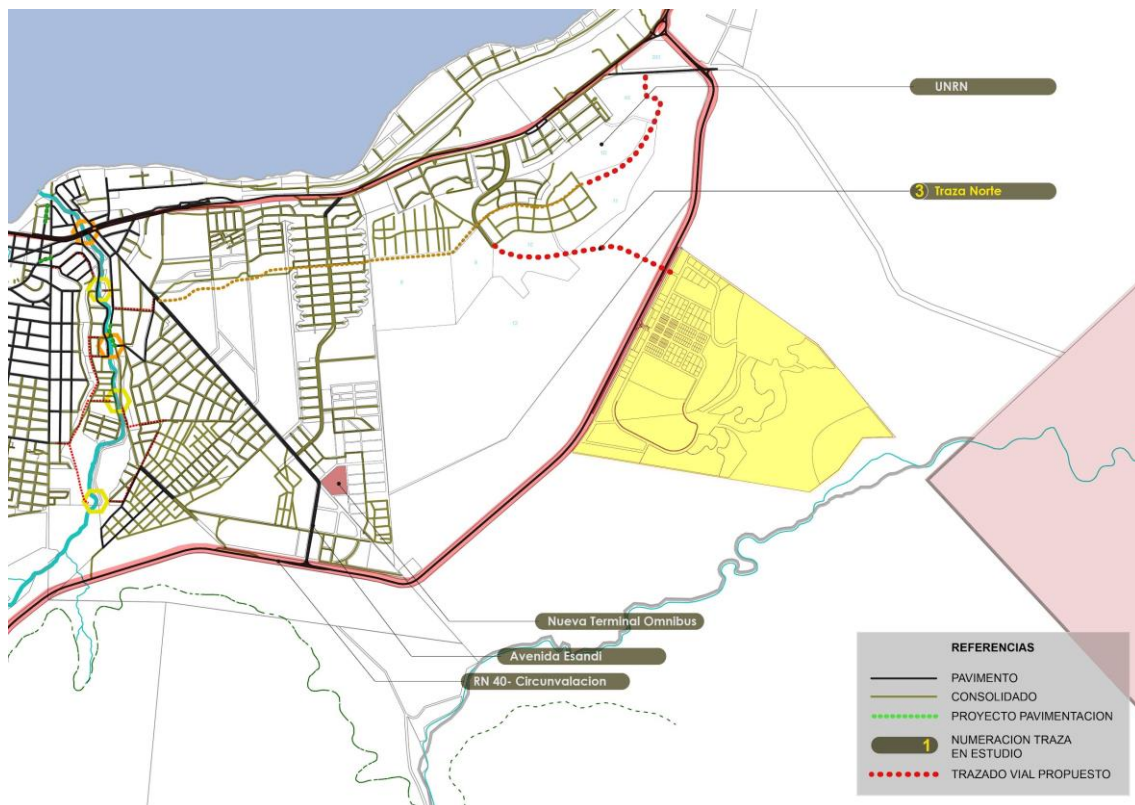 UNRN
3 Traza Norte
Nueva Terminal Omnibus
Avenida Esandi
RN 40- Circunvalacion
REFERENCIAS
PAVIMENTO
CONSOLIDADO
PROYECTO PAVIMENTACION
1 NUMERACION TRAZA
EN ESTUDIO
TRAZADO VIAL PROPUESTO